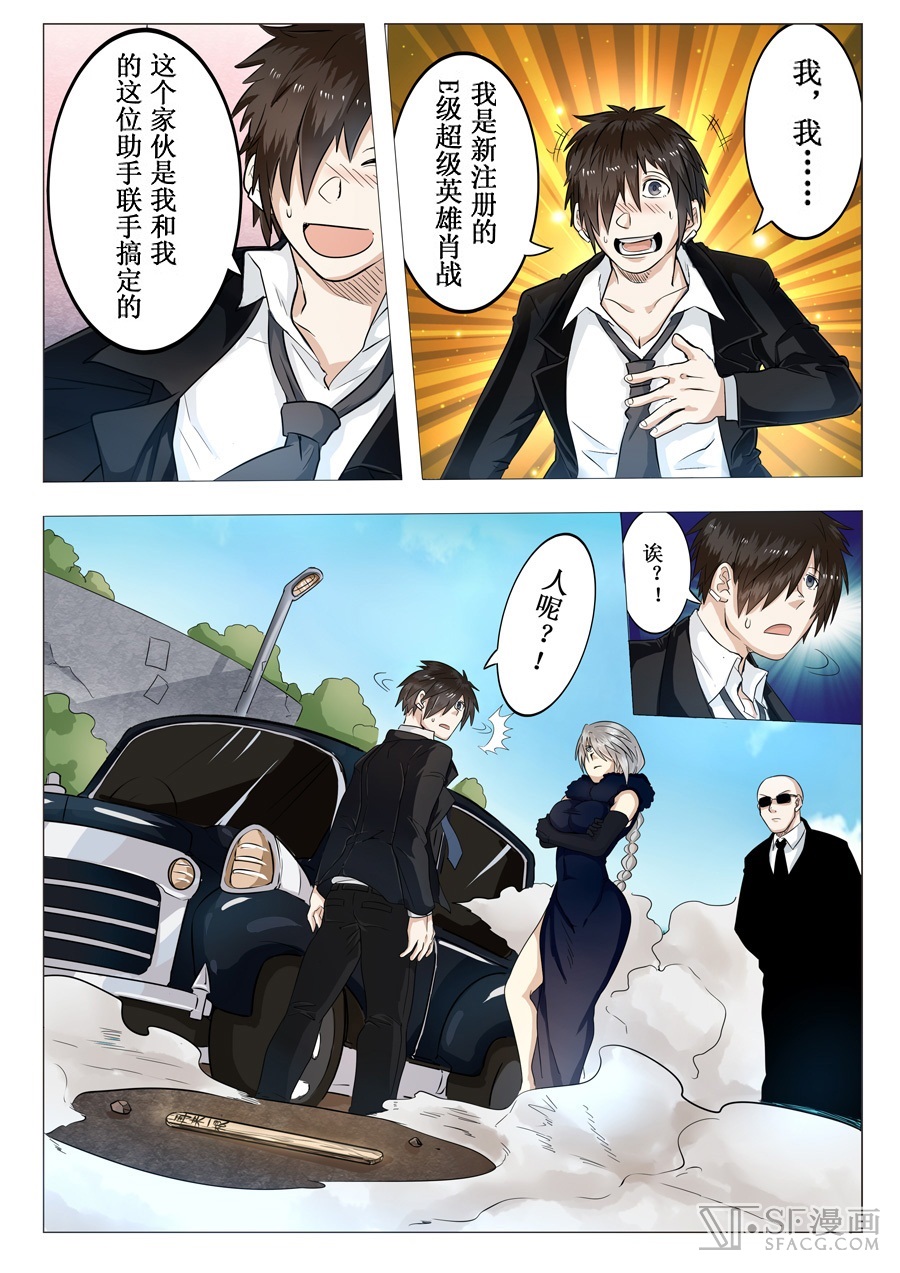 我，我……
我是新注册的
E级超级英雄肖战
这个家伙是我和我
的这位助手联手搞定的
诶？！
人呢？！
SF漫画
SFACG.COM